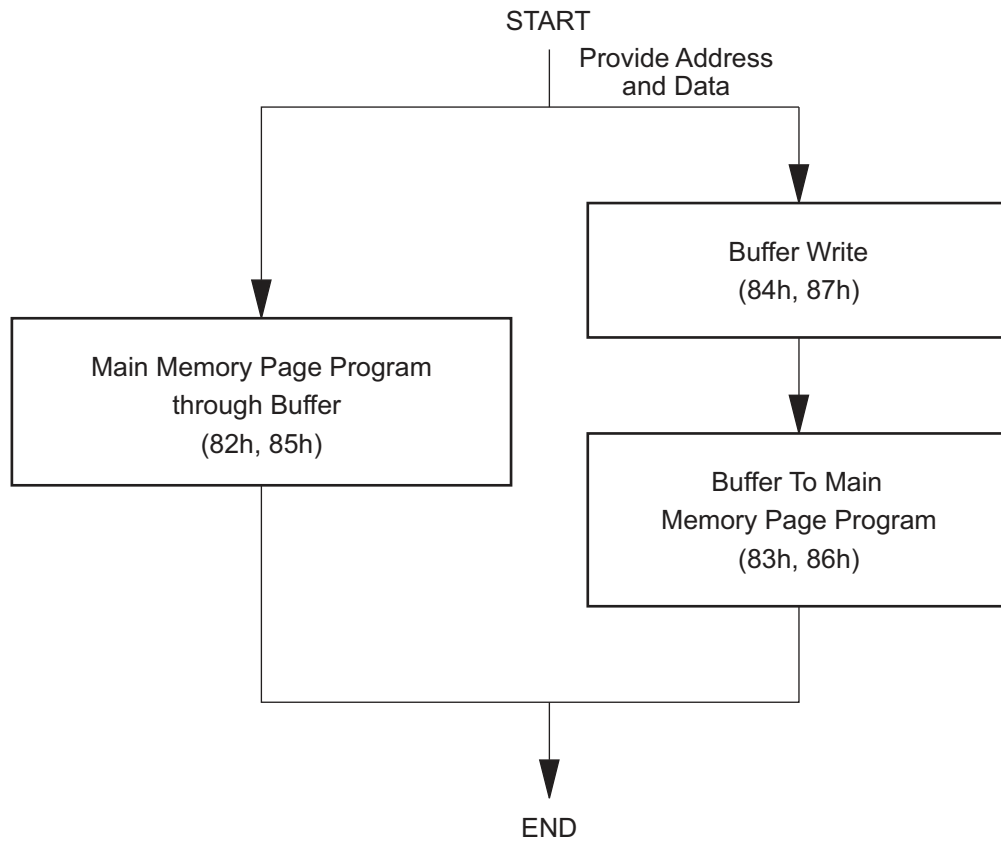 START
Provide Address
and Data
Buffer Write
(84h, 87h)
Main Memory Page Program
through Buffer
(82h, 85h)
Buffer To Main
Memory Page Program
(83h, 86h)
END